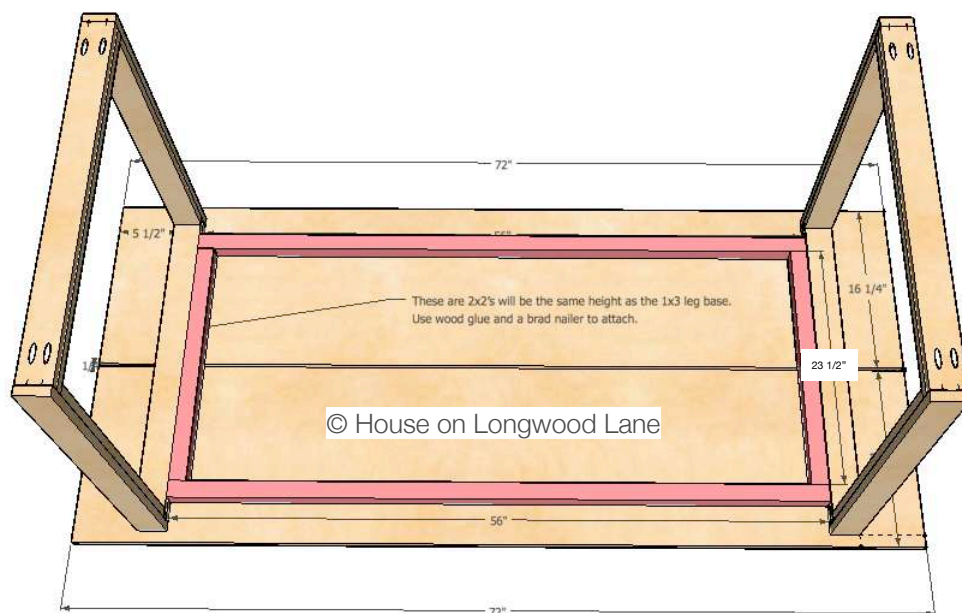 72"
5 1/2"
56"
16 1/4"
These are 2x2's will be the same height as the 1x3 leg base.
Use wood glue and a brad nailer to attach.
23 1/2"
© House on Longwood Lane
56"
72"